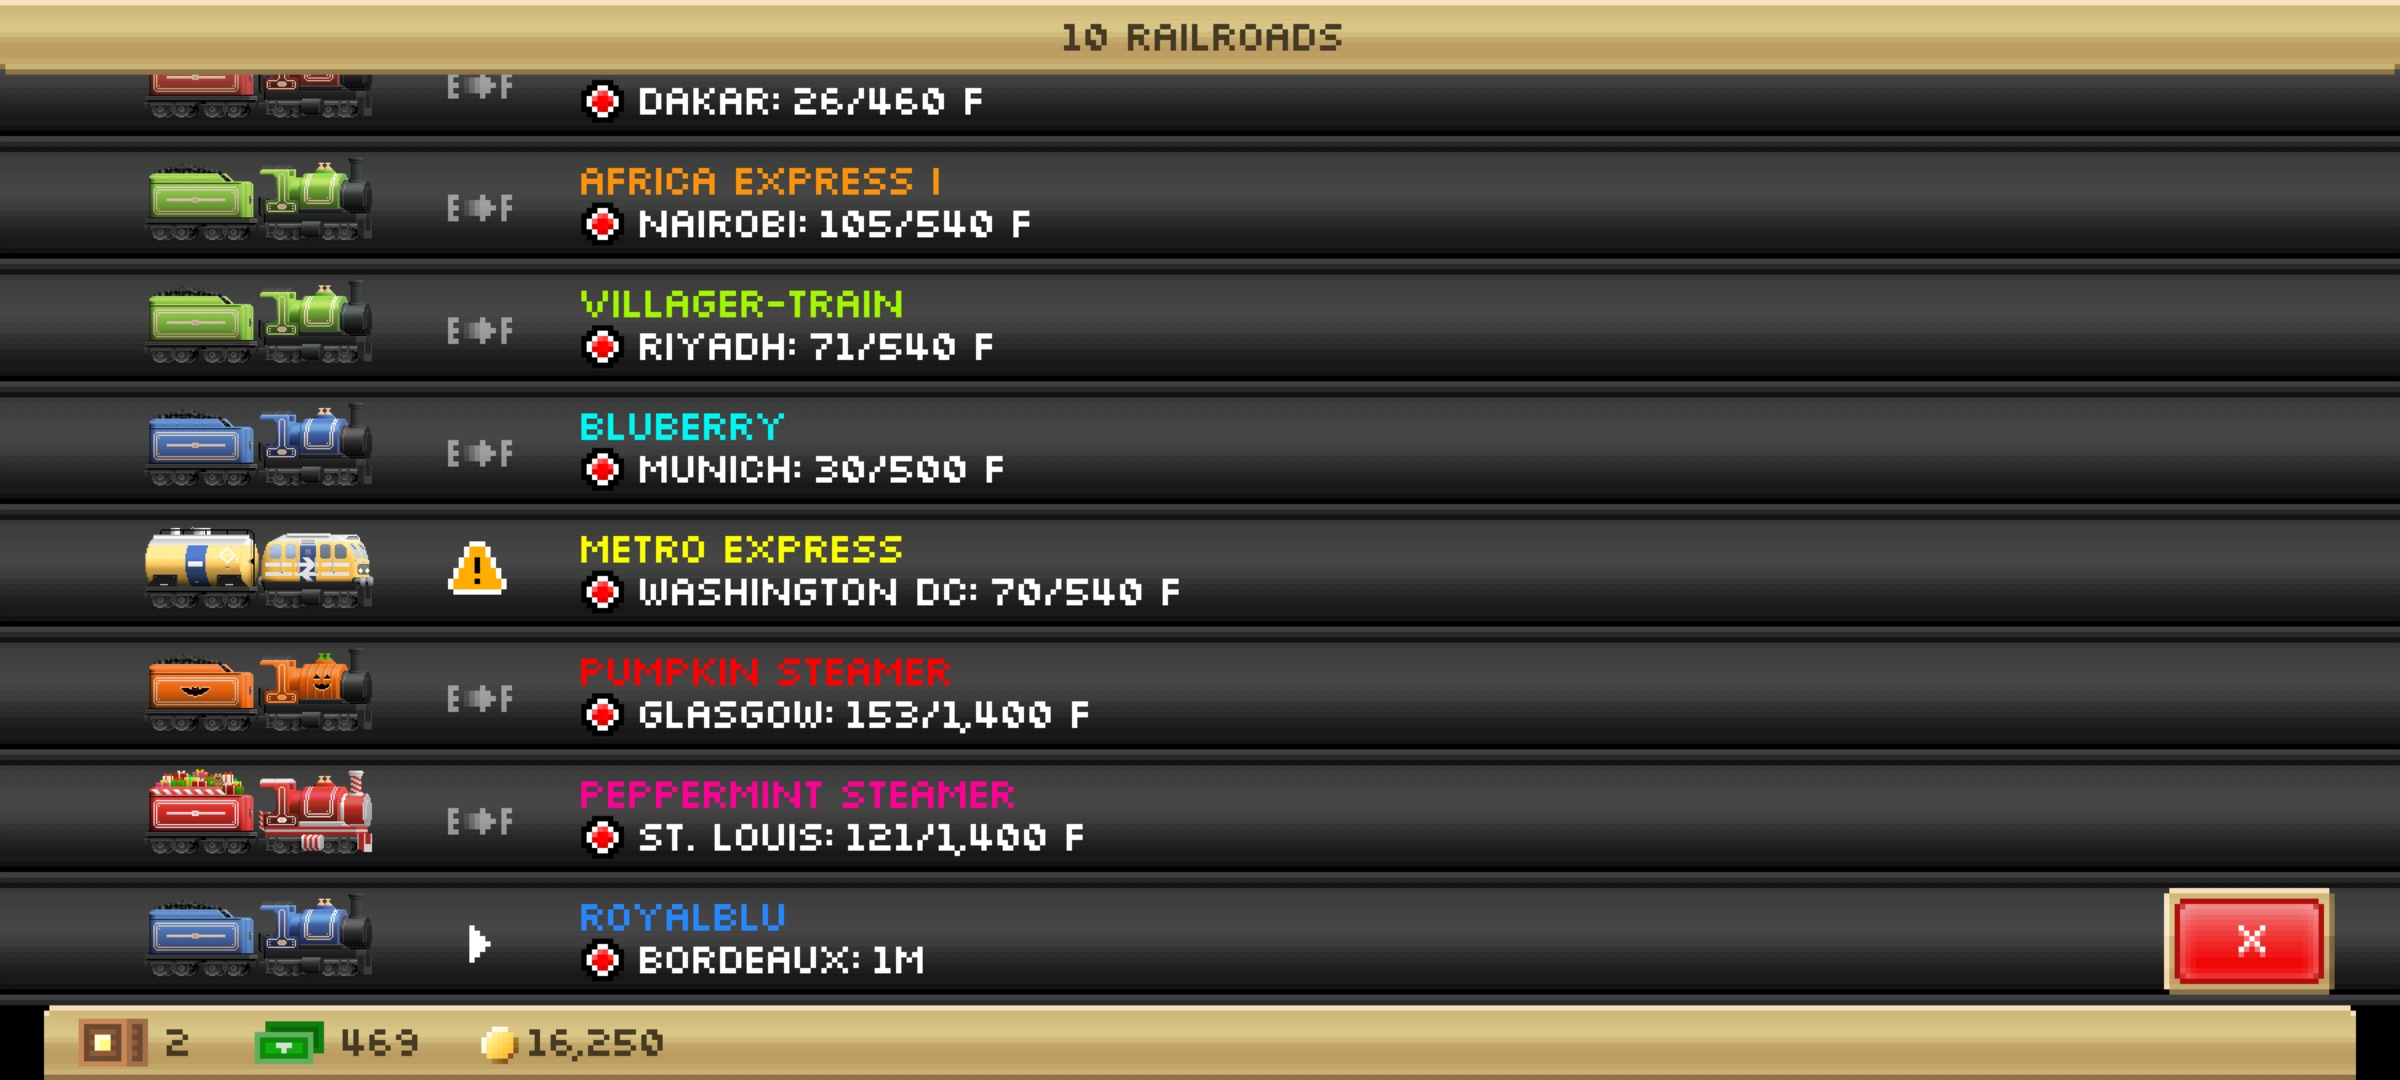 10 RAILROADS
E F
DAKAR: 26/460 F
AFRICA EXPRESS I
E F
NAIROBI: 105/540 F
VILLAGER-TRAIN
E F
RIYADH: 71/540 F
BLUBERRY
E F
MUNICH: 30/500 F
METRO EXPRESS
!
WASHINGTON DC: 70/540 F
PUMPKIN STEAMER
E F
GLASGOW: 153/1,400 F
PEPPERMINT STEAMER
E F
ST. LOUIS: 121/1,400 F
ROYALBLU
BORDEAUX: 1M
X
2 469 16,250